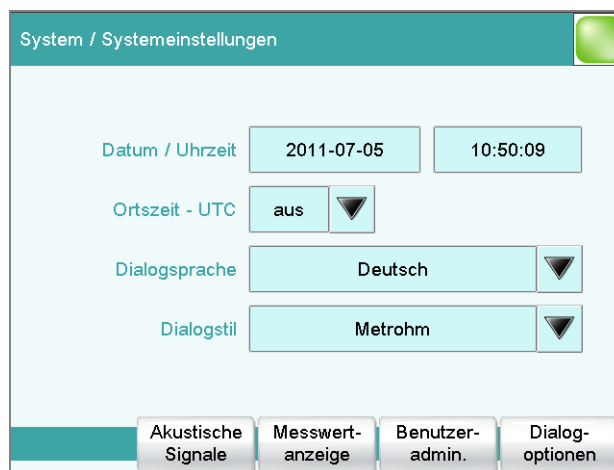 System / Systemeinstellungen
Datum / Uhrzeit 2011-07-05 10:50:09
Ortszeit - UTC aus
Dialogsprache Deutsch
Dialogstil Metrohm
Akustische Signale Messwert-anzeige Benutzer-admin. Dialog-optionen